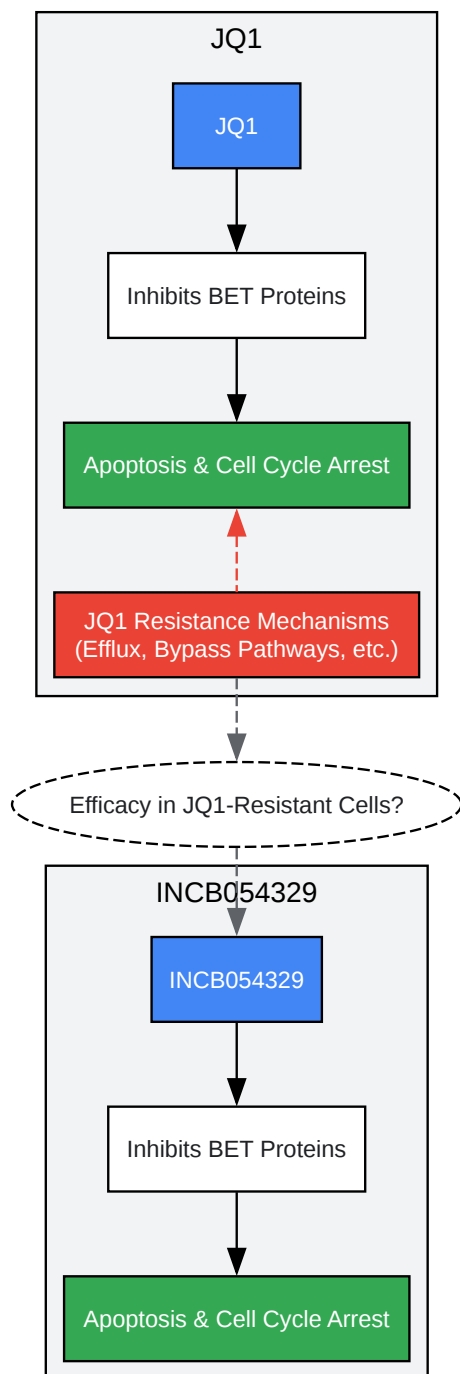 JQ1
JQ1
Inhibits BET Proteins
Apoptosis & Cell Cycle Arrest
JQ1 Resistance Mechanisms
(Efflux, Bypass Pathways, etc.)
Efficacy in JQ1-Resistant Cells?
INCB054329
INCB054329
Inhibits BET Proteins
Apoptosis & Cell Cycle Arrest